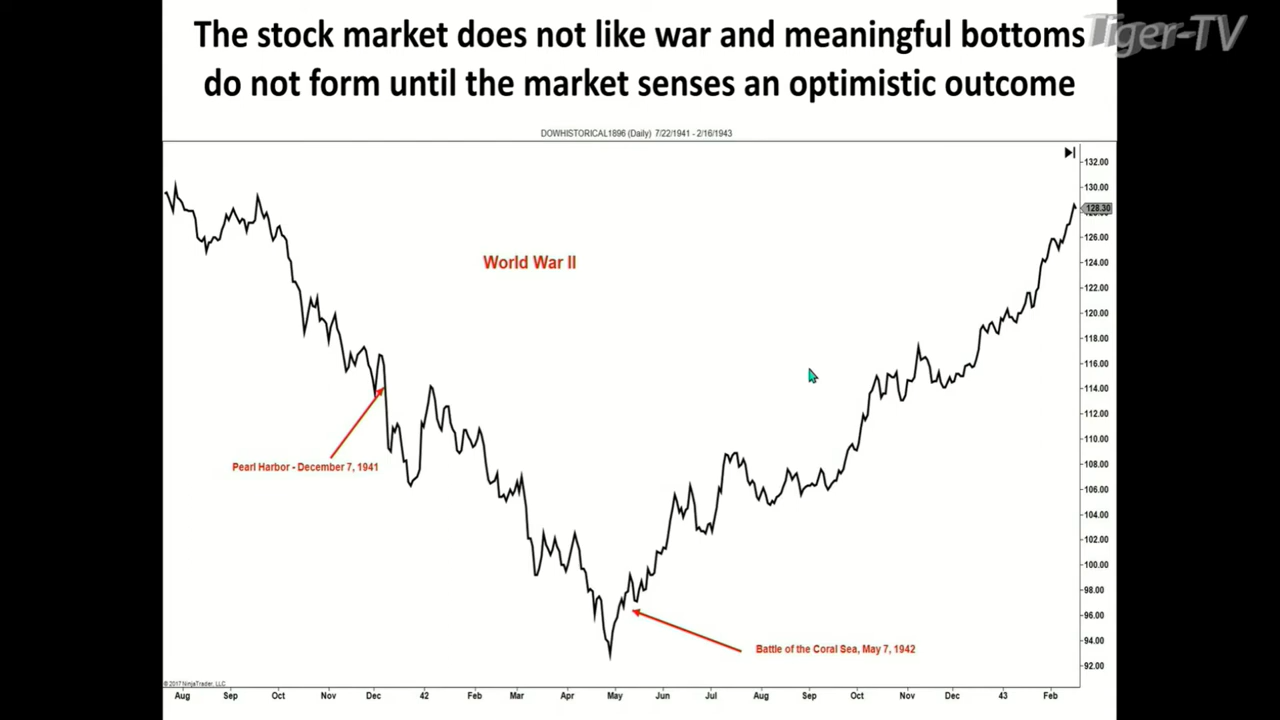 The stock market does not like war and meaningful bottoms
do not form until the market senses an optimistic outcome
Tiger-TV
DOWHISTORICAL1896 (Daily) 7/22/1941 - 2/16/1943
132.00
130.00
128.30
126.00
124.00
122.00
120.00
118.00
116.00
114.00
112.00
110.00
108.00
106.00
104.00
102.00
100.00
98.00
96.00
94.00
92.00
World War II
Pearl Harbor - December 7, 1941
Battle of the Coral Sea, May 7, 1942
© 2017 NinjaTrader, LLC
Aug Sep Oct Nov Dec 42 Feb Mar Apr May Jun Jul Aug Sep Oct Nov Dec 43 Feb